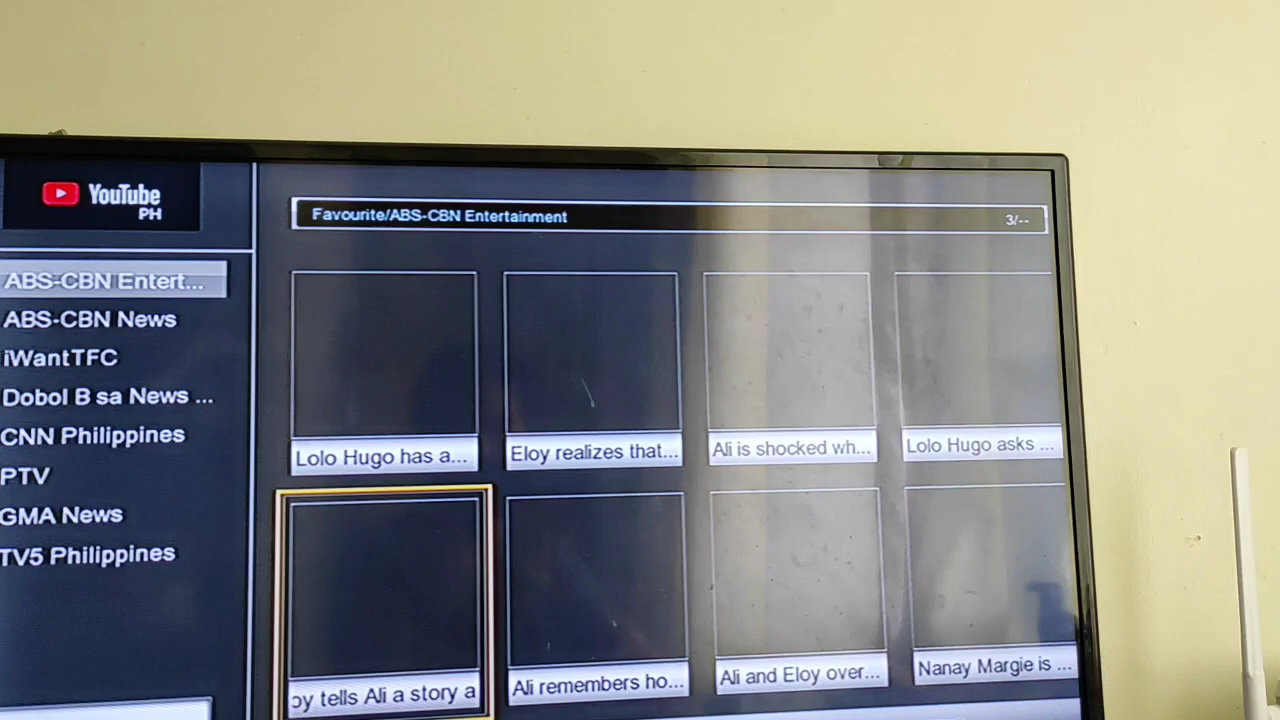 YouTube
PH
Favourite/ABS-CBN Entertainment
3/--
ABS-CBN Entert...
ABS-CBN News
iWantTFC
Dobol B sa News ...
CNN Philippines
PTV
GMA News
TV5 Philippines
Lolo Hugo has a...
Eloy realizes that...
Ali is shocked wh...
Lolo Hugo asks ...
oy tells Ali a story a
Ali remembers ho...
Ali and Eloy over...
Nanay Margie is ...